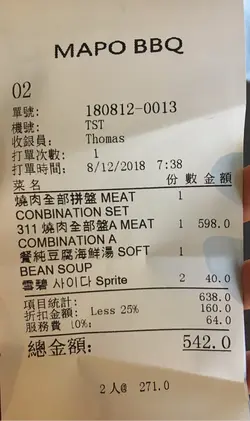 MAPO BBQ
02
單號: 180812-0013
機號: TST
收銀員: Thomas
打單次數: 1
打單時間: 8/12/2018 7:38
菜名 份數 金額
燒肉全部拼盤 MEAT 1
CONBINATION SET
311 燒肉全部盤A MEAT 1 598.0
COMBINATION A
餐純豆腐海鮮湯 SOFT 1
BEAN SOUP
雪碧 사이다 Sprite 2 40.0
項目統計: 638.0
折扣金額: Less 25% 160.0
服務費 10%: 64.0
總金額: 542.0
2人@ 271.0